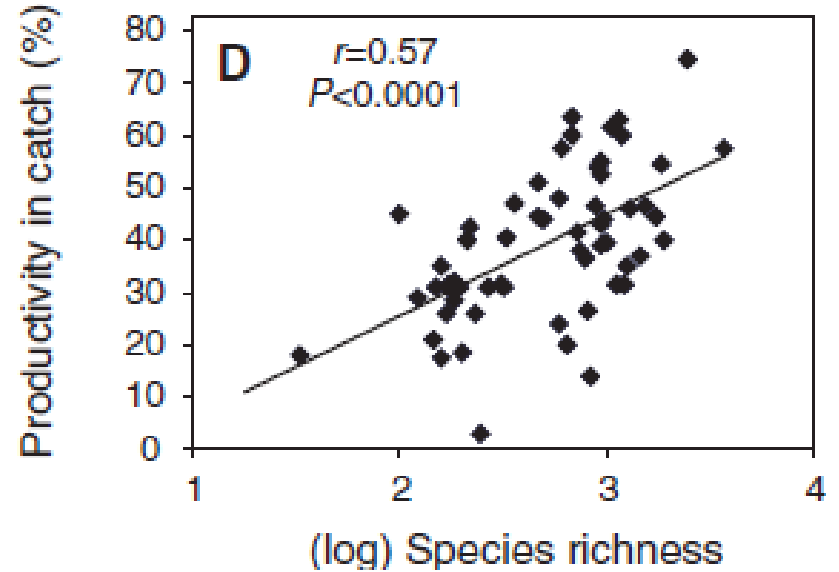 Productivity in catch (%)
D
r=0.57
P<0.0001
80
70
60
50
40
30
20
10
0
1 2 3 4
(log) Species richness